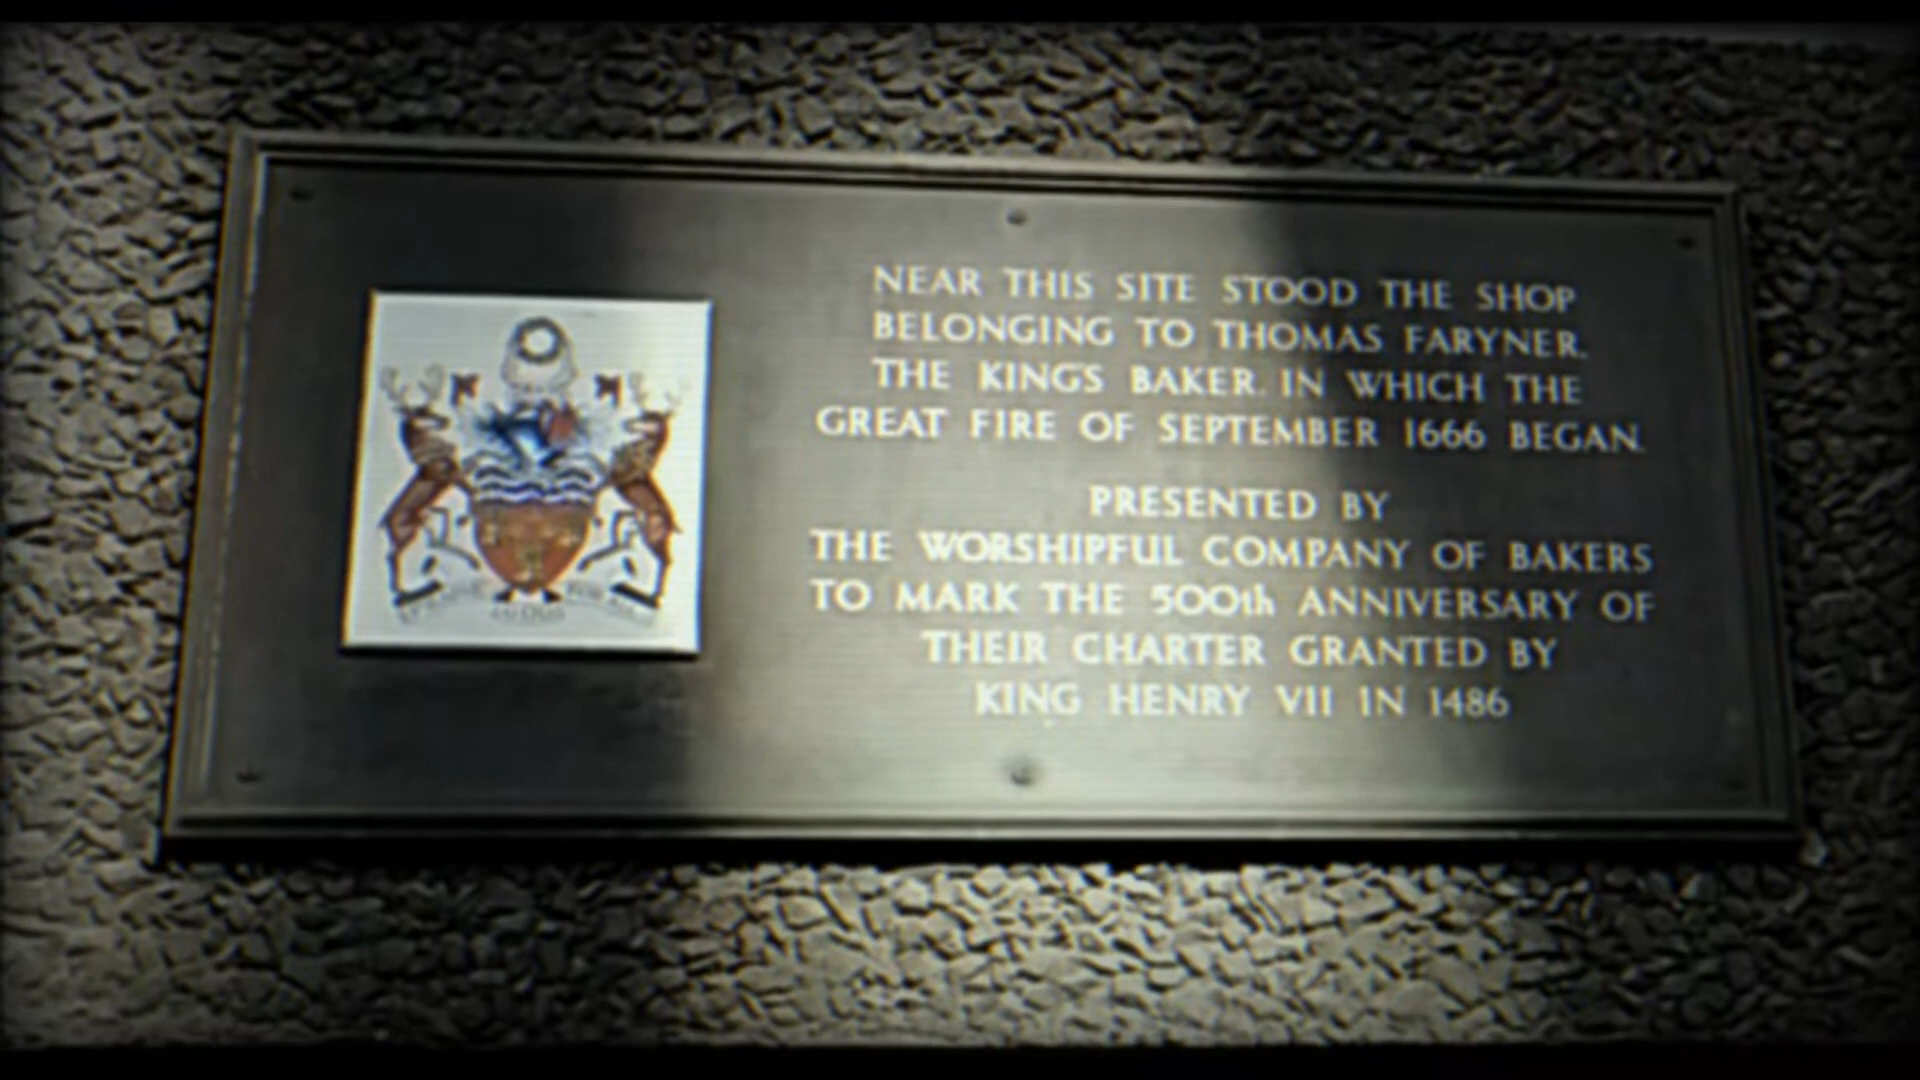 NEAR THIS SITE STOOD THE SHOP
BELONGING TO THOMAS FARYNER.
THE KING'S BAKER. IN WHICH THE
GREAT FIRE OF SEPTEMBER 1666 BEGAN.
PRESENTED BY
THE WORSHIPFUL COMPANY OF BAKERS
TO MARK THE 500th ANNIVERSARY OF
THEIR CHARTER GRANTED BY
KING HENRY VII IN 1486